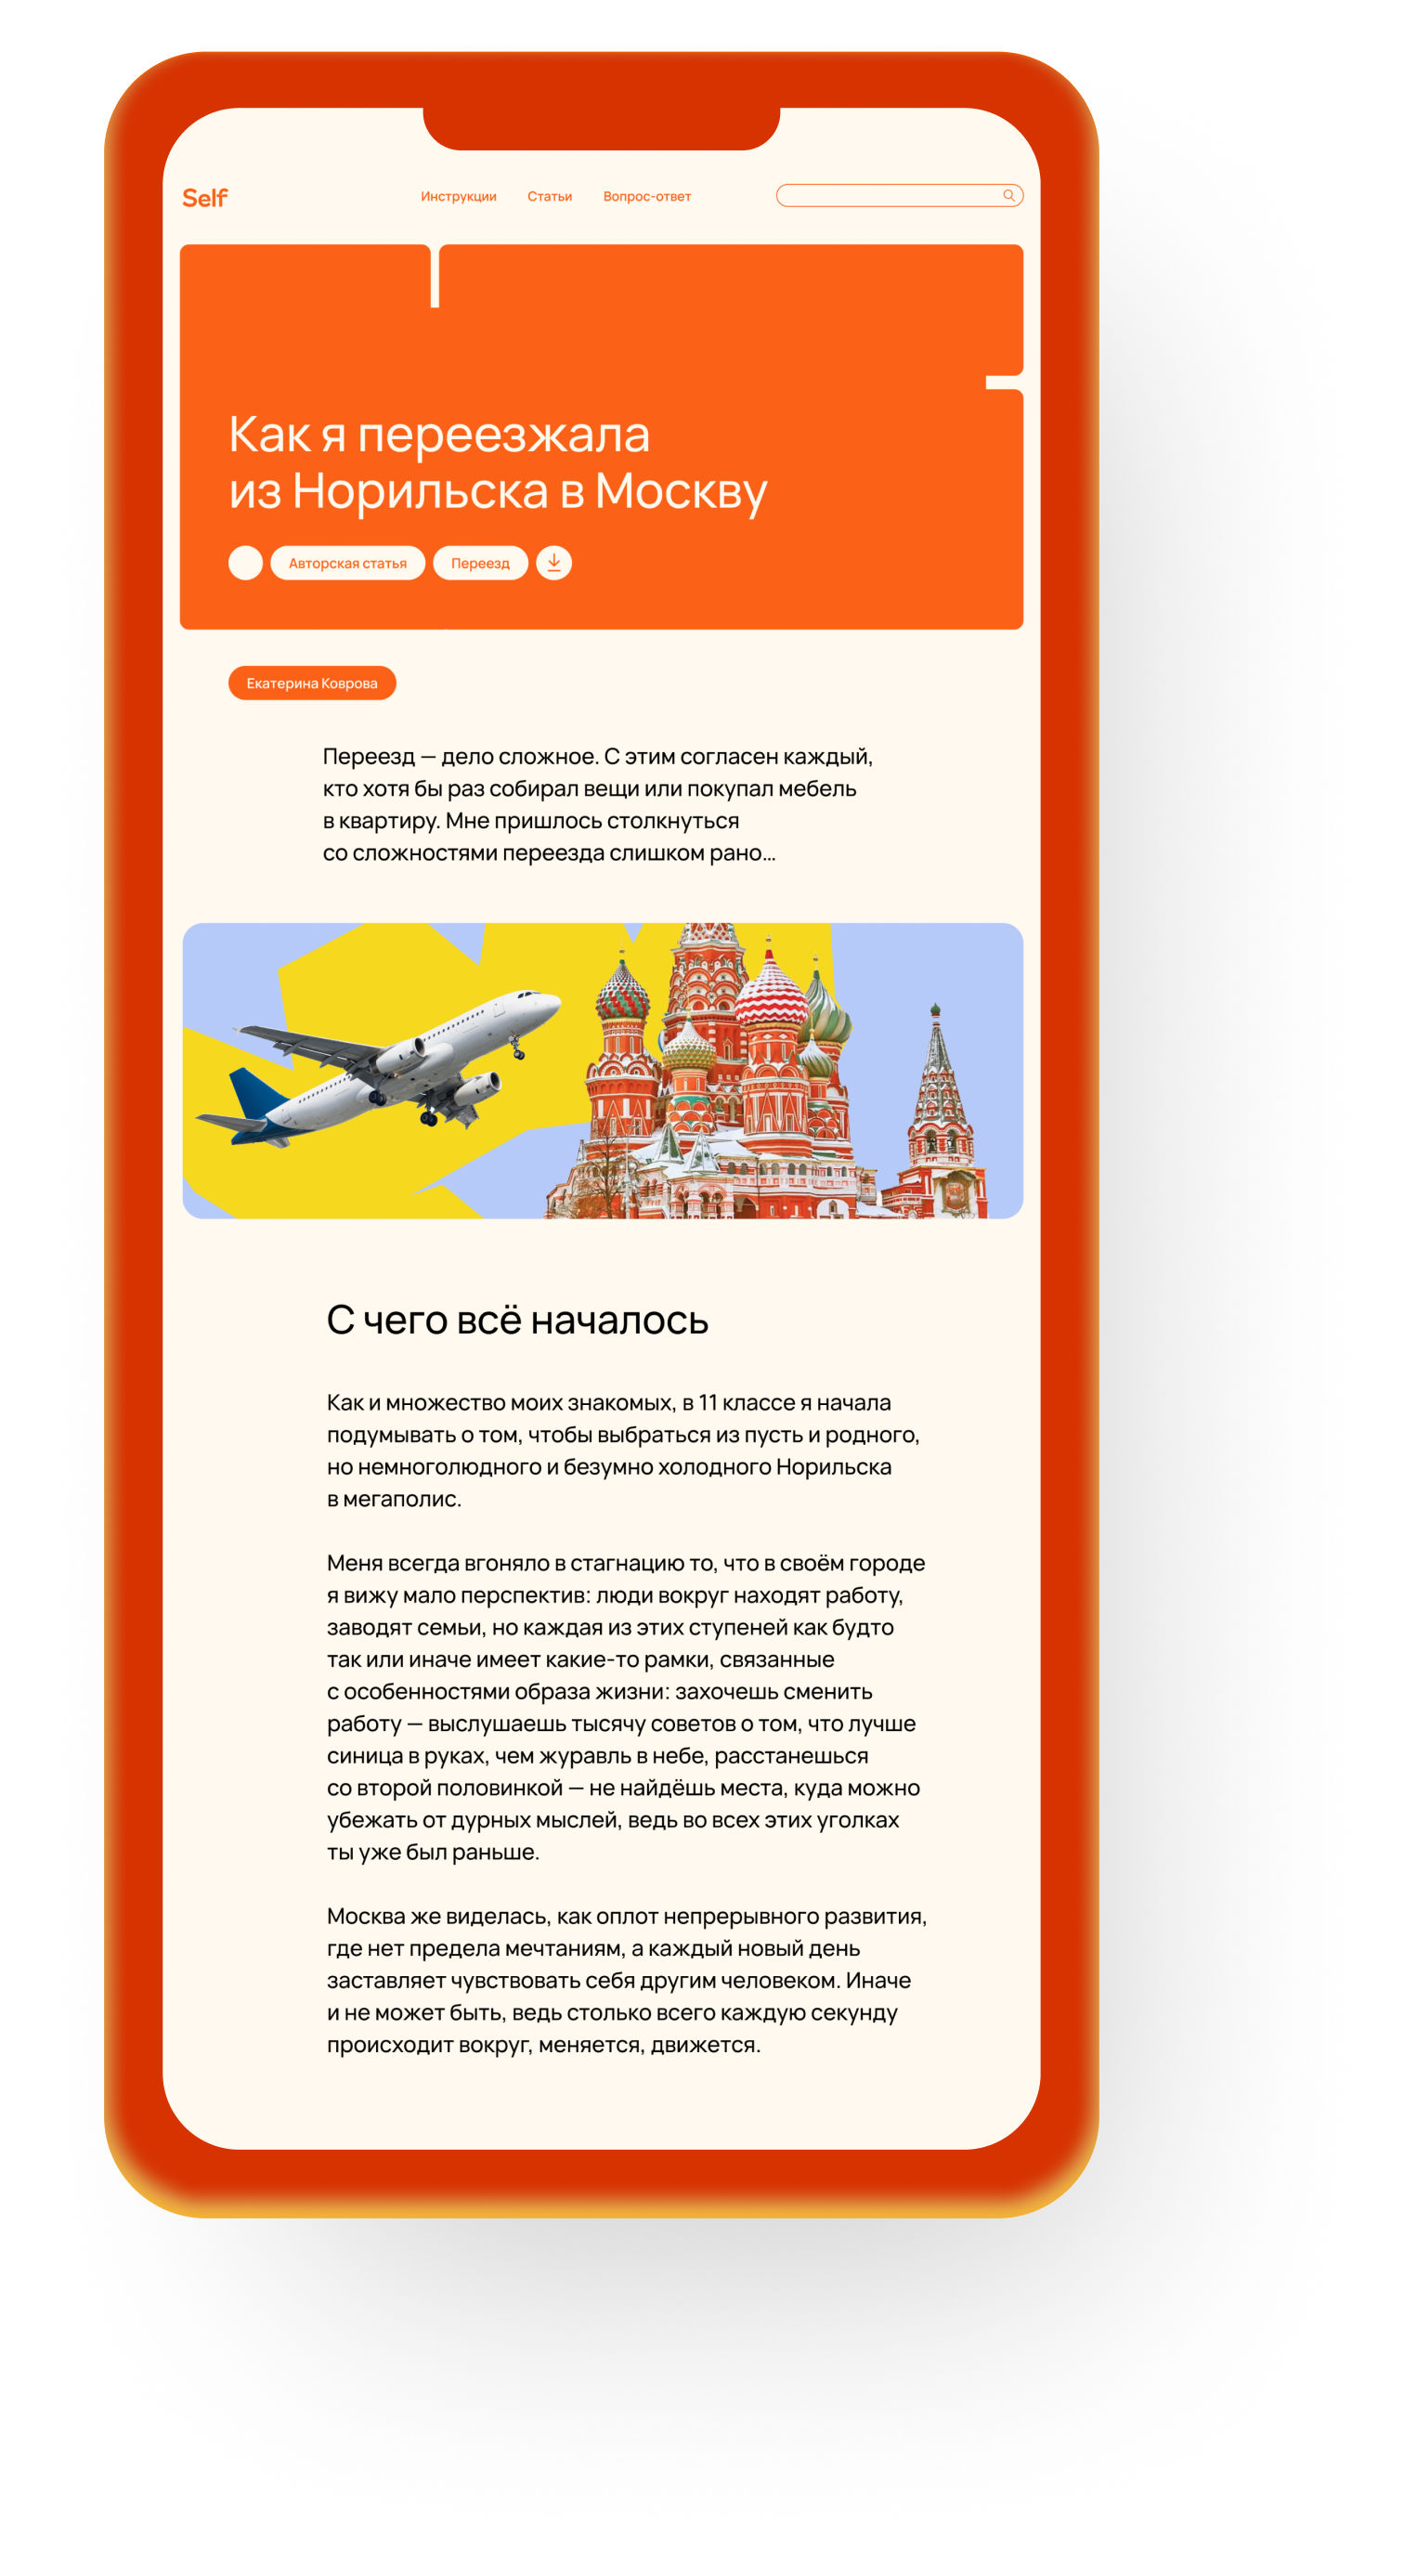 Self
Инструкции
Статьи
Вопрос-ответ
Как я переезжала
из Норильска в Москву
Авторская статья
Переезд
Екатерина Коврова
Переезд — дело сложное. С этим согласен каждый,
кто хотя бы раз собирал вещи или покупал мебель
в квартиру. Мне пришлось столкнуться
со сложностями переезда слишком рано...
С чего всё началось
Как и множество моих знакомых, в 11 классе я начала
подумывать о том, чтобы выбраться из пусть и родного,
но немноголюдного и безумно холодного Норильска
в мегаполис.
Меня всегда вгоняло в стагнацию то, что в своём городе
я вижу мало перспектив: люди вокруг находят работу,
заводят семьи, но каждая из этих ступеней как будто
так или иначе имеет какие-то рамки, связанные
с особенностями образа жизни: захочешь сменить
работу — выслушаешь тысячу советов о том, что лучше
синица в руках, чем журавль в небе, расстанешься
со второй половинкой — не найдёшь места, куда можно
убежать от дурных мыслей, ведь во всех этих уголках
ты уже был раньше.
Москва же виделась, как оплот непрерывного развития,
где нет предела мечтаниям, а каждый новый день
заставляет чувствовать себя другим человеком. Иначе
и не может быть, ведь столько всего каждую секунду
происходит вокруг, меняется, движется.